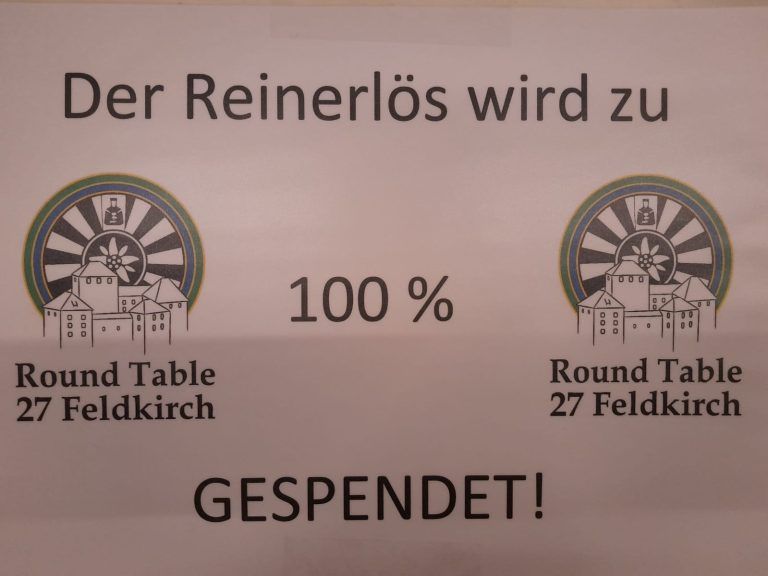 Der Reinerlös wird zu
100 %
Round Table
27 Feldkirch
Round Table
27 Feldkirch
GESPENDET!